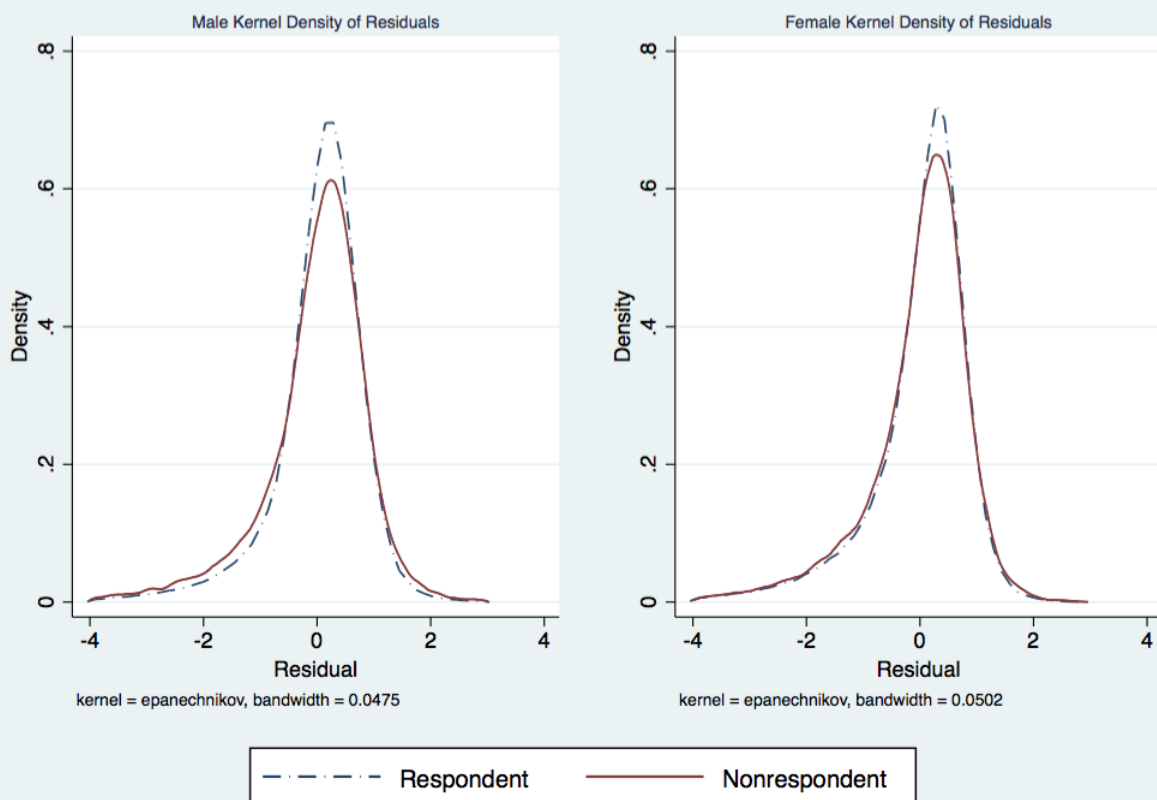 Male Kernel Density of Residuals
.8
.6
.4
.2
0
Density
-4 -2 0 2 4
Residual
kernel = epanechnikov, bandwidth = 0.0475
Female Kernel Density of Residuals
.8
.6
.4
.2
0
Density
-4 -2 0 2 4
Residual
kernel = epanechnikov, bandwidth = 0.0502
Respondent Nonrespondent